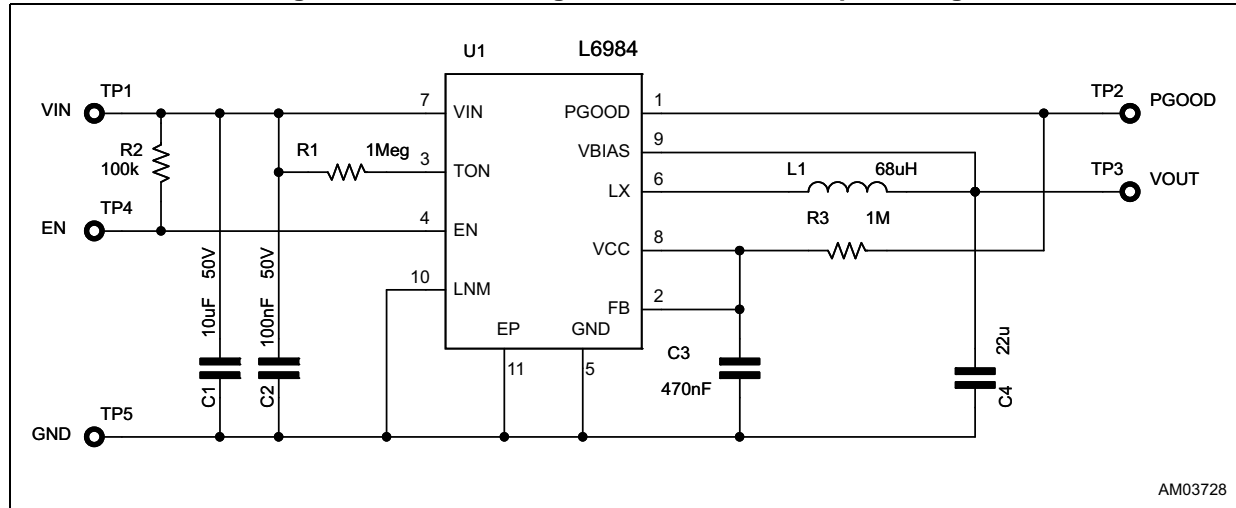 U1 L6984
TP1
VIN
7
VIN
PGOOD
1
TP2
PGOOD
R2
100k
R1 1Meg
3
TON
VBIAS
9
L1 68uH
LX
6
TP3
VOUT
TP4
EN
4
EN
R3 1M
VCC
8
10
LNM
FB
2
EP GND
11 5
C1 10uF 50V
C2 100nF 50V
C3
470nF
C4 22u
TP5
GND
AM03728